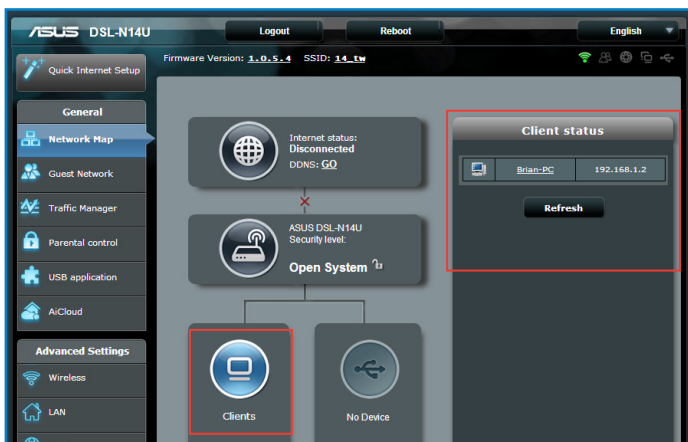 ASUS DSL-N14U
Logout
Reboot
English
Quick Internet Setup
Firmware Version: 1.0.5.4 SSID: 14_tw
General
Network Map
Guest Network
Traffic Manager
Parental control
USB application
AiCloud
Advanced Settings
Wireless
LAN
Internet status:
Disconnected
DDNS: GO
ASUS DSL-N14U
Security level:
Open System
Clients
No Device
Client status
Brian-PC 192.168.1.2
Refresh